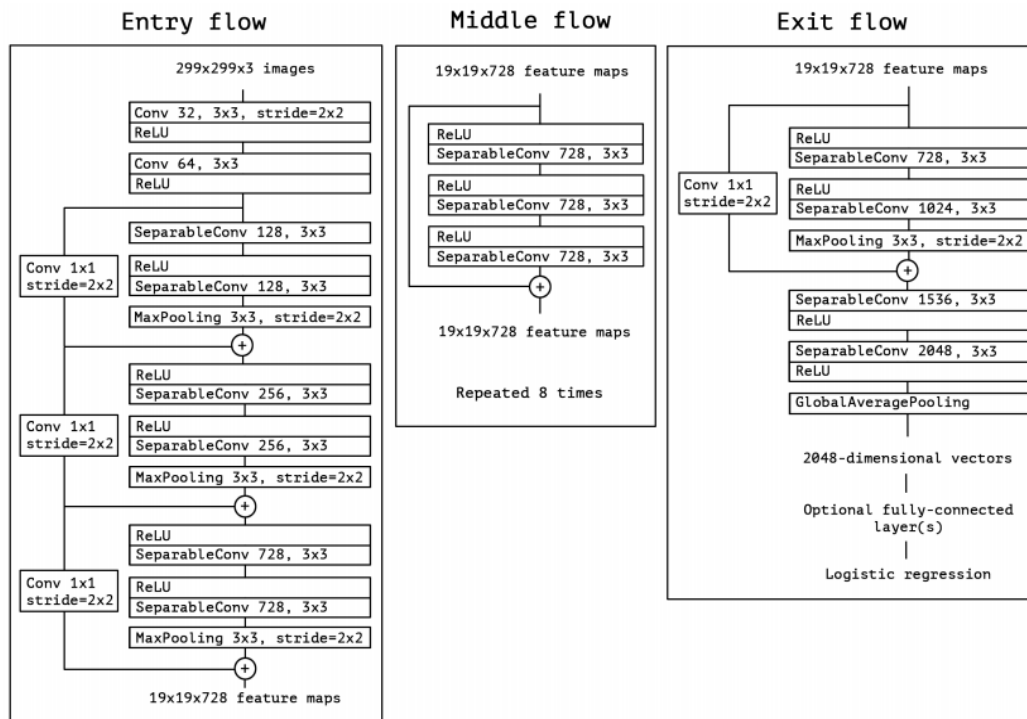 Entry flow
299x299x3 images
Conv 32, 3x3, stride=2x2
ReLU
Conv 64, 3x3
ReLU
SeparableConv 128, 3x3
Conv 1x1
stride=2x2
ReLU
SeparableConv 128, 3x3
MaxPooling 3x3, stride=2x2
+
ReLU
SeparableConv 256, 3x3
Conv 1x1
stride=2x2
ReLU
SeparableConv 256, 3x3
MaxPooling 3x3, stride=2x2
+
ReLU
SeparableConv 728, 3x3
Conv 1x1
stride=2x2
ReLU
SeparableConv 728, 3x3
MaxPooling 3x3, stride=2x2
+
19x19x728 feature maps
Middle flow
19x19x728 feature maps
ReLU
SeparableConv 728, 3x3
ReLU
SeparableConv 728, 3x3
ReLU
SeparableConv 728, 3x3
+
19x19x728 feature maps
Repeated 8 times
Exit flow
19x19x728 feature maps
ReLU
SeparableConv 728, 3x3
Conv 1x1
stride=2x2
ReLU
SeparableConv 1024, 3x3
MaxPooling 3x3, stride=2x2
+
SeparableConv 1536, 3x3
ReLU
SeparableConv 2048, 3x3
ReLU
GlobalAveragePooling
2048-dimensional vectors
Optional fully-connected
layer(s)
Logistic regression